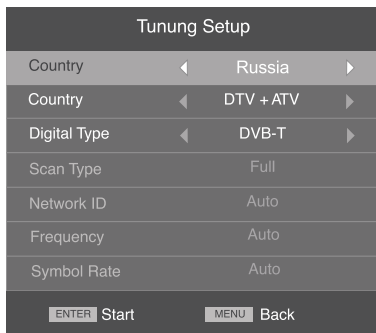 Tunung Setup
Country Russia
Country DTV + ATV
Digital Type DVB-T
Scan Type Full
Network ID Auto
Frequency Auto
Symbol Rate Auto
ENTER Start MENU Back